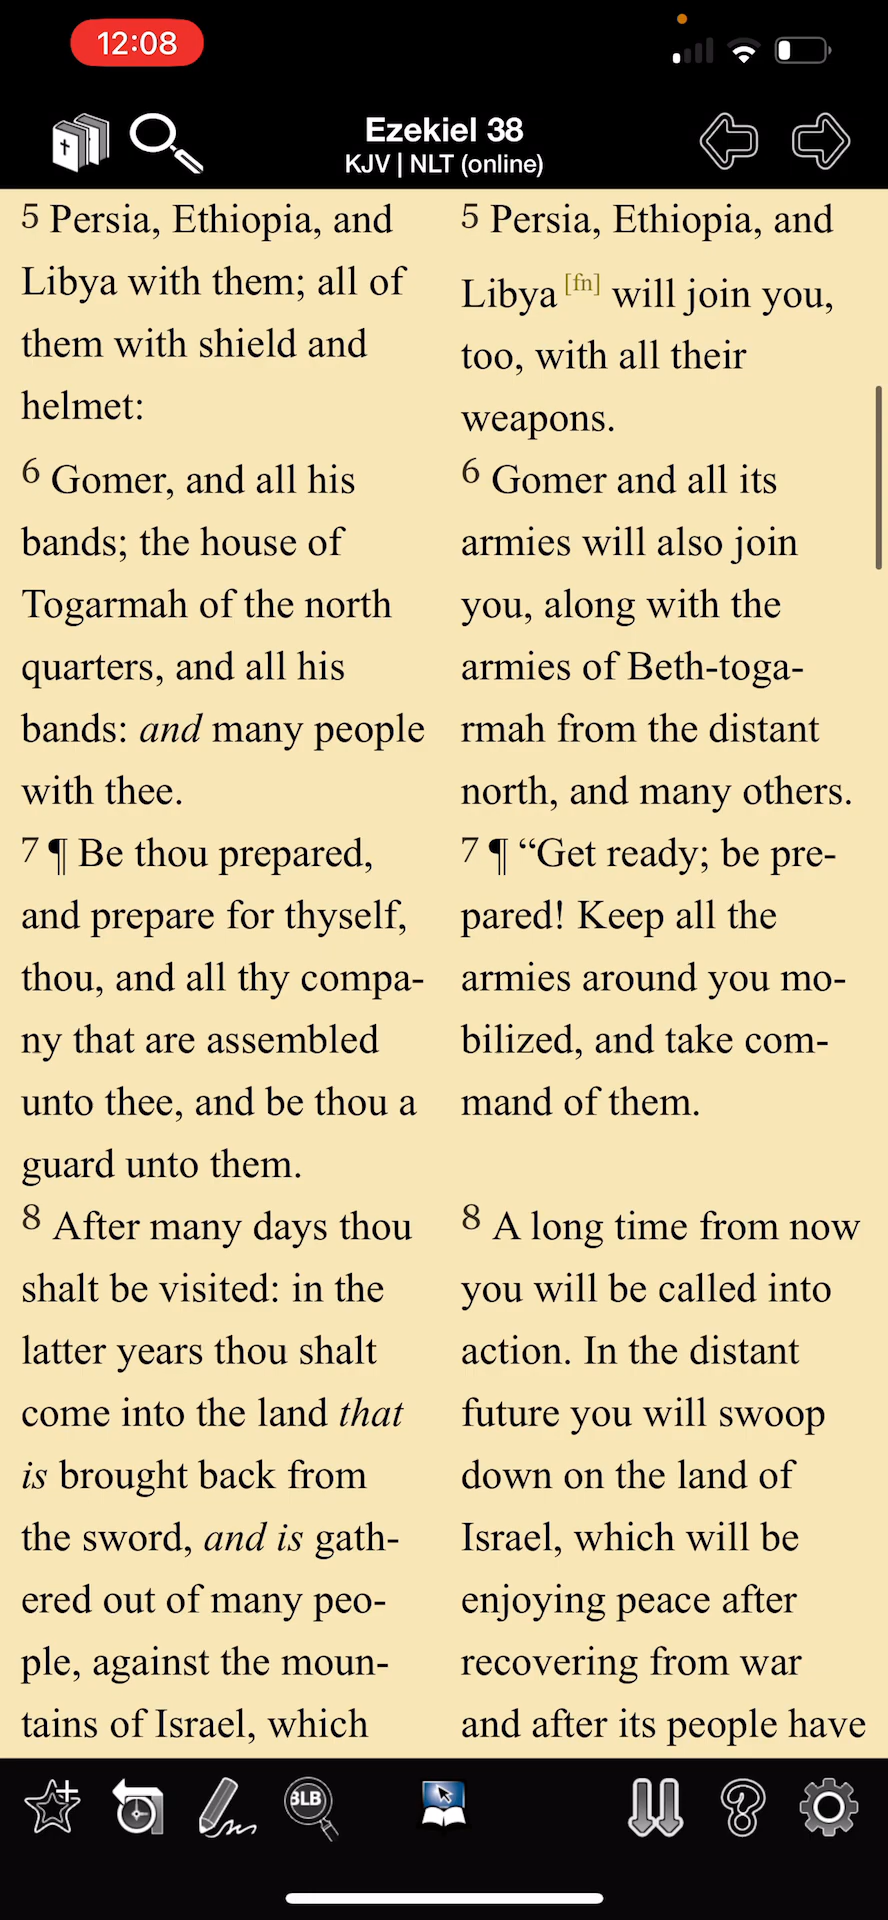 12:08
Ezekiel 38
KJV | NLT (online)
5 Persia, Ethiopia, and
Libya with them; all of
them with shield and
helmet:
6 Gomer, and all his
bands; the house of
Togarmah of the north
quarters, and all his
bands: and many people
with thee.
7 ¶ Be thou prepared,
and prepare for thyself,
thou, and all thy compa-
ny that are assembled
unto thee, and be thou a
guard unto them.
8 After many days thou
shalt be visited: in the
latter years thou shalt
come into the land that
is brought back from
the sword, and is gath-
ered out of many peo-
ple, against the moun-
tains of Israel, which
5 Persia, Ethiopia, and
Libya [fn] will join you,
too, with all their
weapons.
6 Gomer and all its
armies will also join
you, along with the
armies of Beth-toga-
rmah from the distant
north, and many others.
7 ¶ “Get ready; be pre-
pared! Keep all the
armies around you mo-
bilized, and take com-
mand of them.
8 A long time from now
you will be called into
action. In the distant
future you will swoop
down on the land of
Israel, which will be
enjoying peace after
recovering from war
and after its people have
BLB